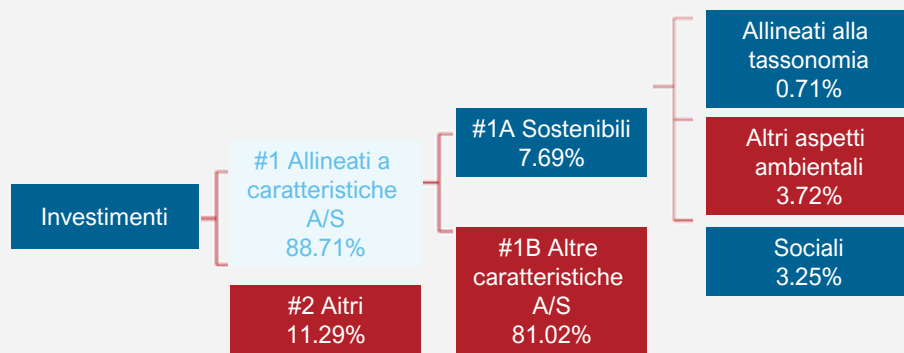 Investimenti
#1 Allineati a
caratteristiche
A/S
88.71%
#2 Aitri
11.29%
#1A Sostenibili
7.69%
#1B Altre
caratteristiche
A/S
81.02%
Allineati alla
tassonomia
0.71%
Altri aspetti
ambientali
3.72%
Sociali
3.25%